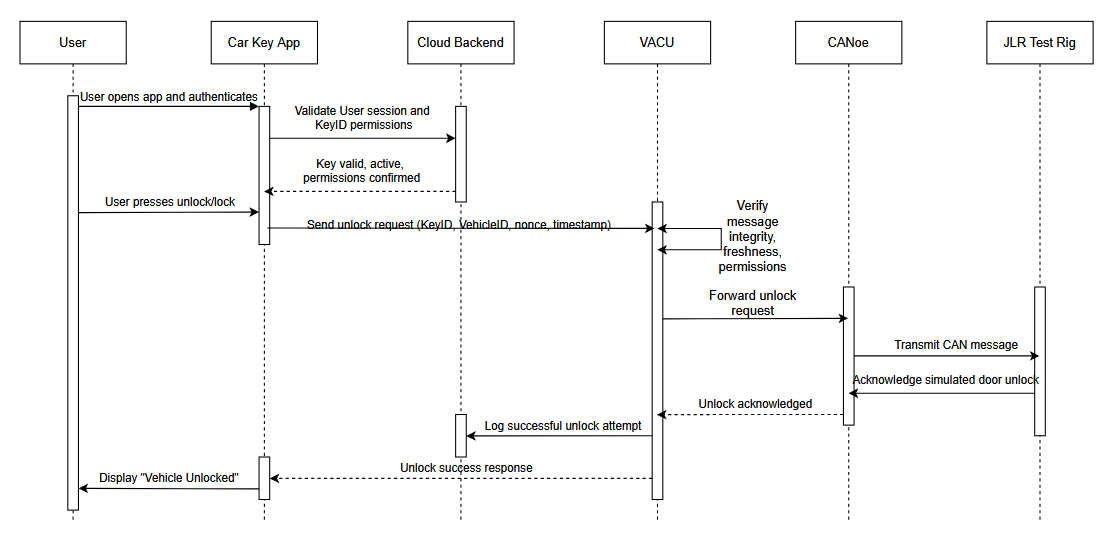 User
Car Key App
Cloud Backend
VACU
CANoe
JLR Test Rig
User opens app and authenticates
Validate User session and
KeyID permissions
Key valid, active,
permissions confirmed
User presses unlock/lock
Send unlock request (KeyID, VehicleID, nonce, timestamp)
Verify
message
integrity,
freshness,
permissions
Forward unlock
request
Transmit CAN message
Acknowledge simulated door unlock
Unlock acknowledged
Log successful unlock attempt
Unlock success response
Display "Vehicle Unlocked"